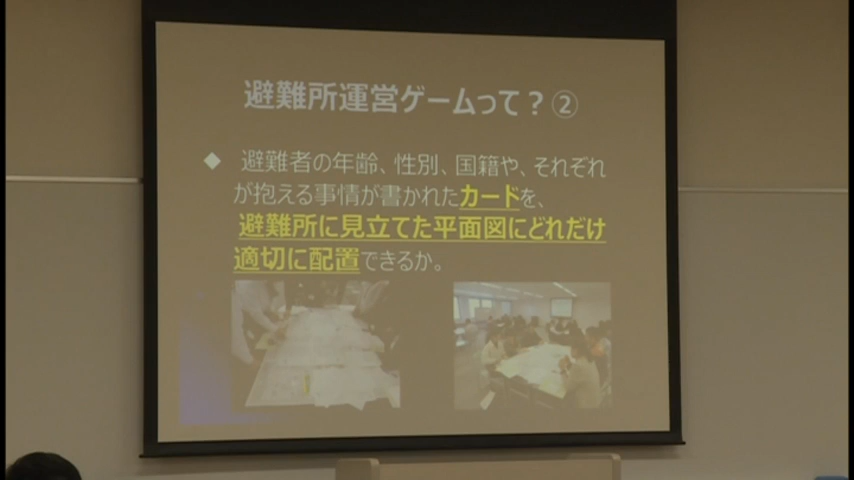 避難所運営ゲームって？②
◆ 避難者の年齢、性別、国籍や、それぞれ
が抱える事情が書かれたカードを、
避難所に見立てた平面図にどれだけ
適切に配置できるか。